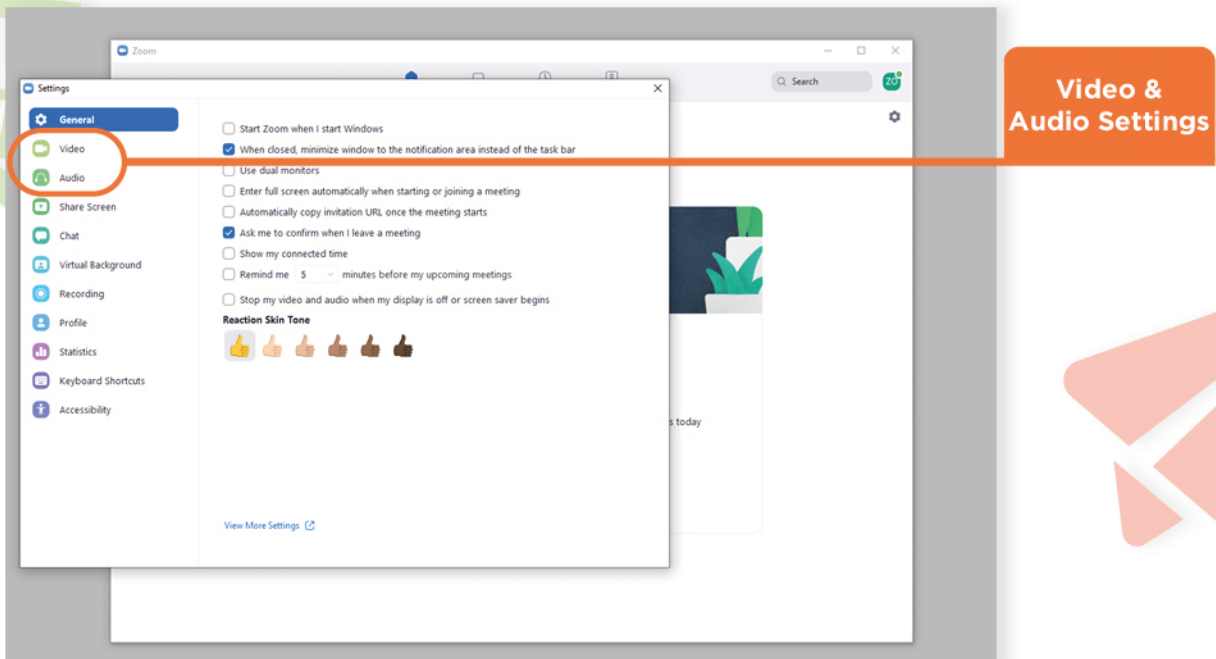 Zoom
Search
ZO
Settings
Video &
Audio Settings
General
Video
Audio
Share Screen
Chat
Virtual Background
Recording
Profile
Statistics
Keyboard Shortcuts
Accessibility
Start Zoom when I start Windows
When closed, minimize window to the notification area instead of the task bar
Use dual monitors
Enter full screen automatically when starting or joining a meeting
Automatically copy invitation URL once the meeting starts
Ask me to confirm when I leave a meeting
Show my connected time
Remind me 5 minutes before my upcoming meetings
Stop my video and audio when my display is off or screen saver begins
Reaction Skin Tone
View More Settings
s today